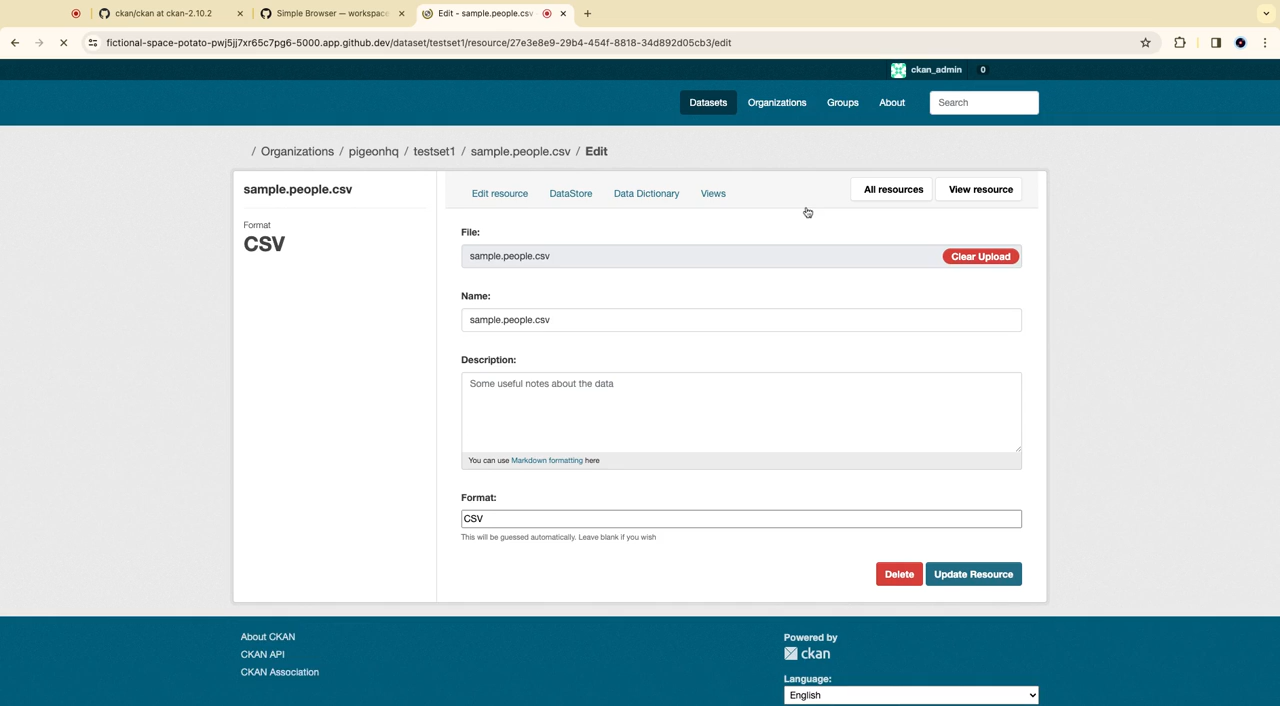 ckan/ckan at ckan-2.10.2
Simple Browser — workspace
Edit - sample.people.csv
fictional-space-potato-pwj5jj7xr65c7pg6-5000.app.github.dev/dataset/testset1/resource/27e3e8e9-29b4-454f-8818-34d892d05cb3/edit
ckan_admin 0
Datasets Organizations Groups About Search
/ Organizations / pigeonhq / testset1 / sample.people.csv / Edit
sample.people.csv
Format
CSV
Edit resource DataStore Data Dictionary Views All resources View resource
File:
sample.people.csv Clear Upload
Name:
sample.people.csv
Description:
Some useful notes about the data
You can use Markdown formatting here
Format:
CSV
This will be guessed automatically. Leave blank if you wish
Delete Update Resource
About CKAN
CKAN API
CKAN Association
Powered by
ckan
Language:
English